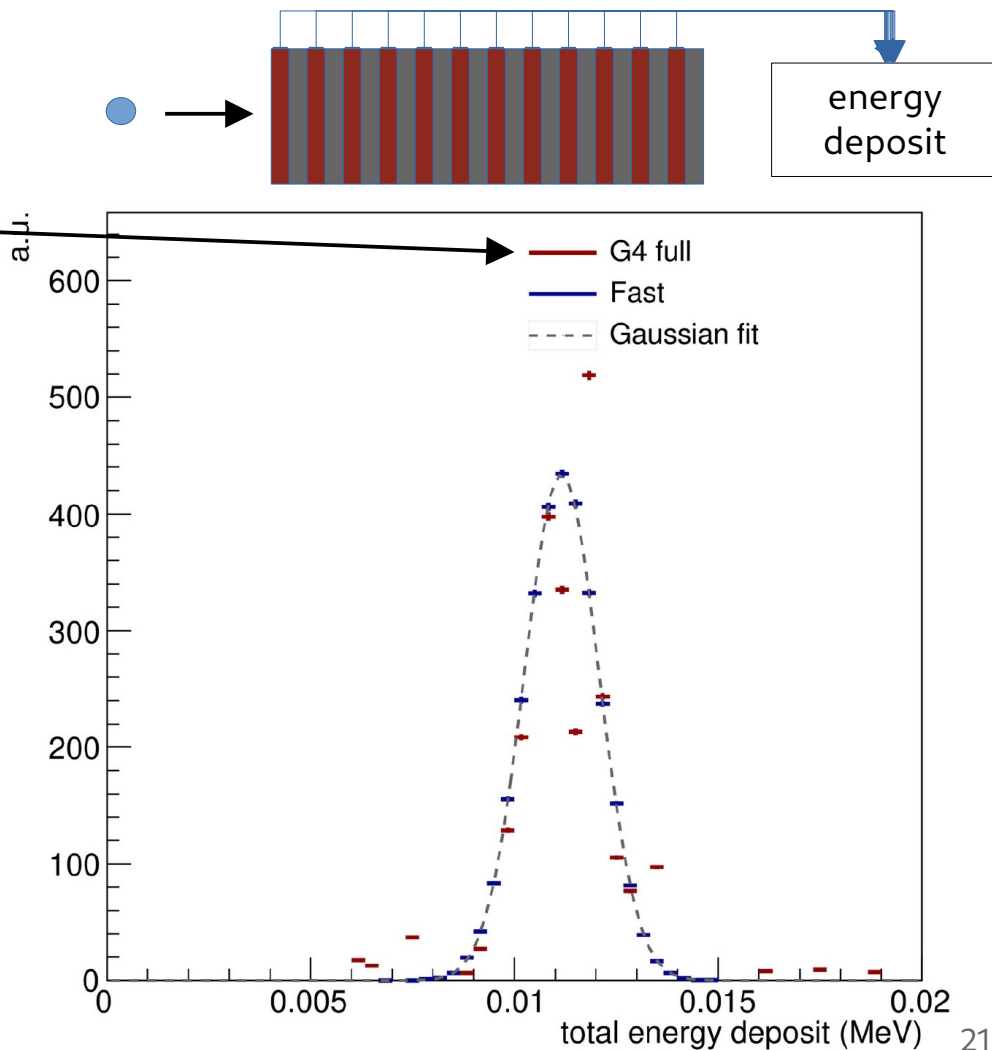 energy
deposit
a.u.
G4 full
Fast
Gaussian fit
600
500
400
300
200
100
0
0 0.005 0.01 0.015 0.02
total energy deposit (MeV)
21